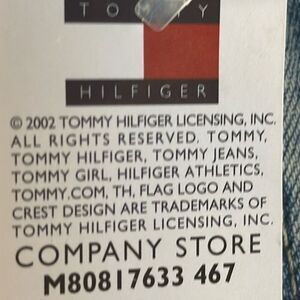 TOMMY
HILFIGER
© 2002 TOMMY HILFIGER LICENSING, INC.
ALL RIGHTS RESERVED. TOMMY,
TOMMY HILFIGER, TOMMY JEANS,
TOMMY GIRL, HILFIGER ATHLETICS,
TOMMY.COM, TH, FLAG LOGO AND
CREST DESIGN ARE TRADEMARKS OF
TOMMY HILFIGER LICENSING, INC.
COMPANY STORE
M80817633 467